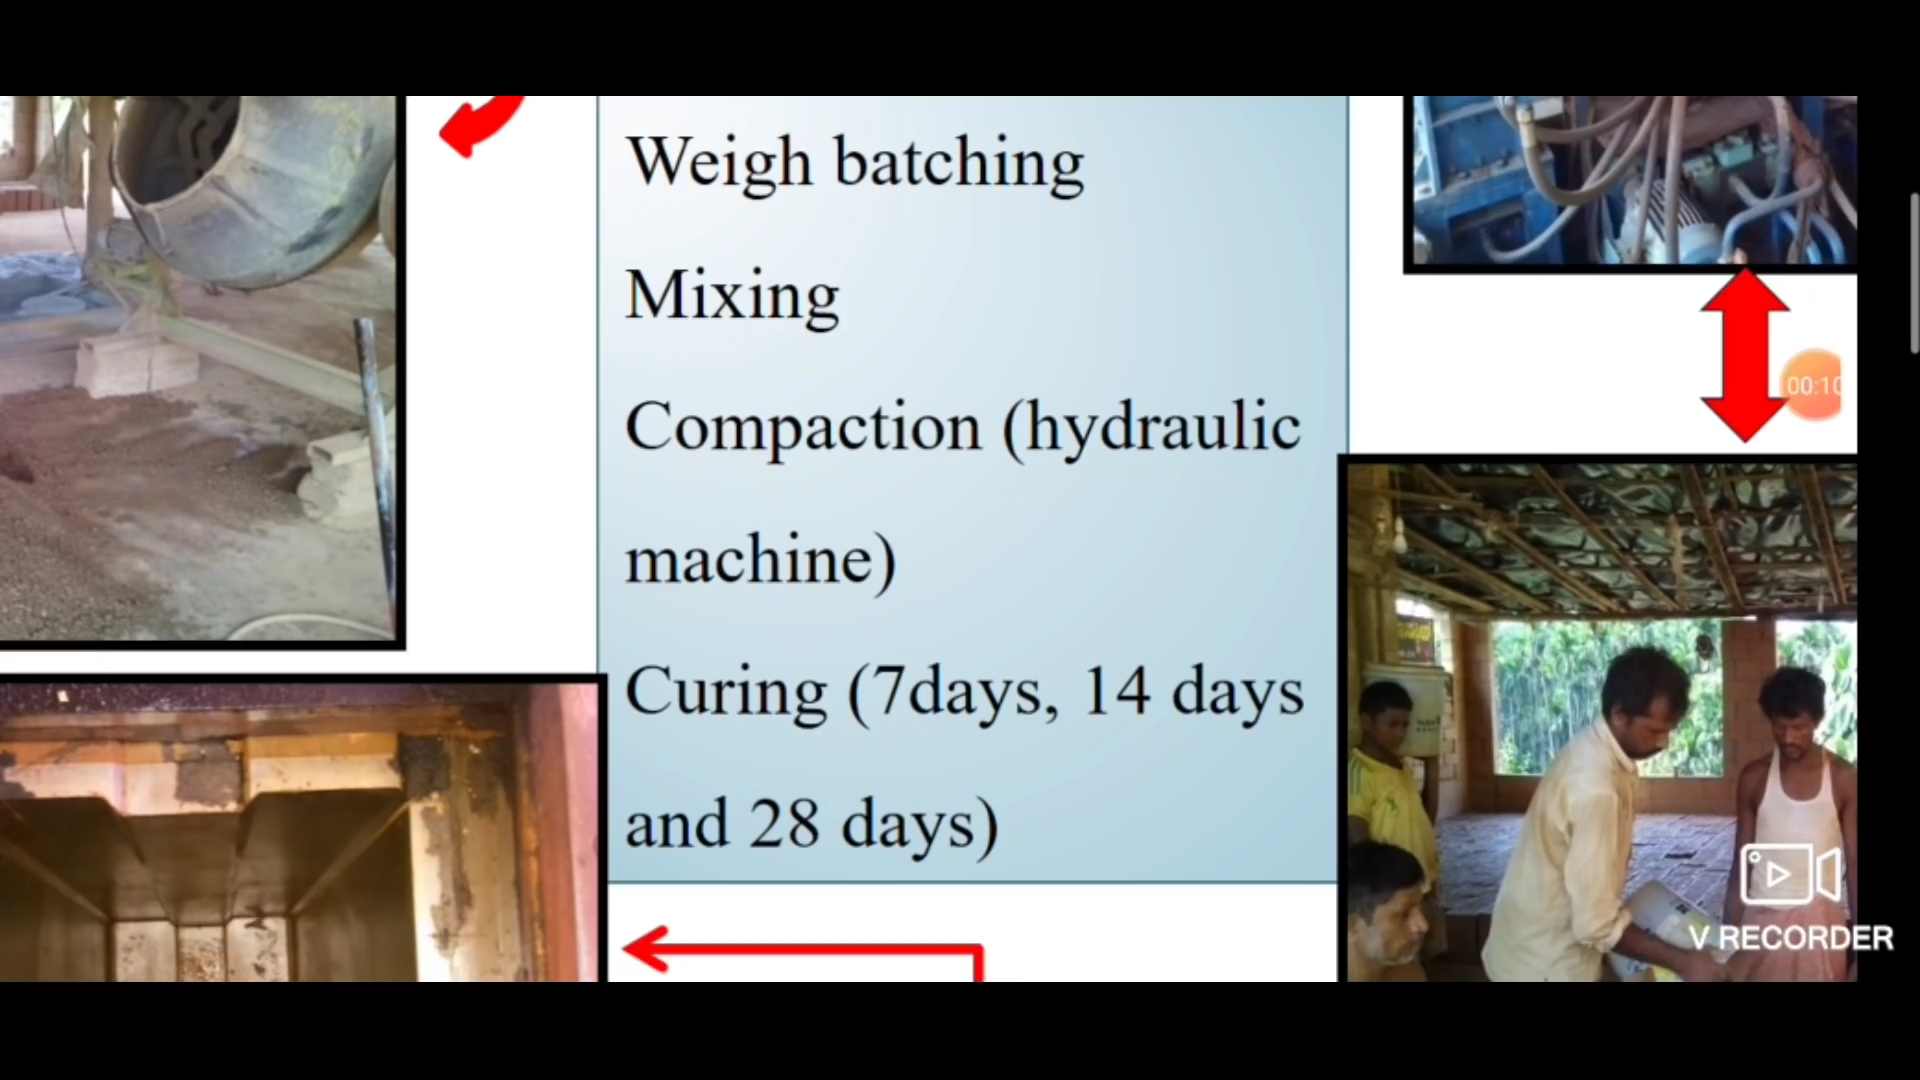 Weigh batching
Mixing
Compaction (hydraulic
machine)
Curing (7days, 14 days
and 28 days)
00:10
V RECORDER